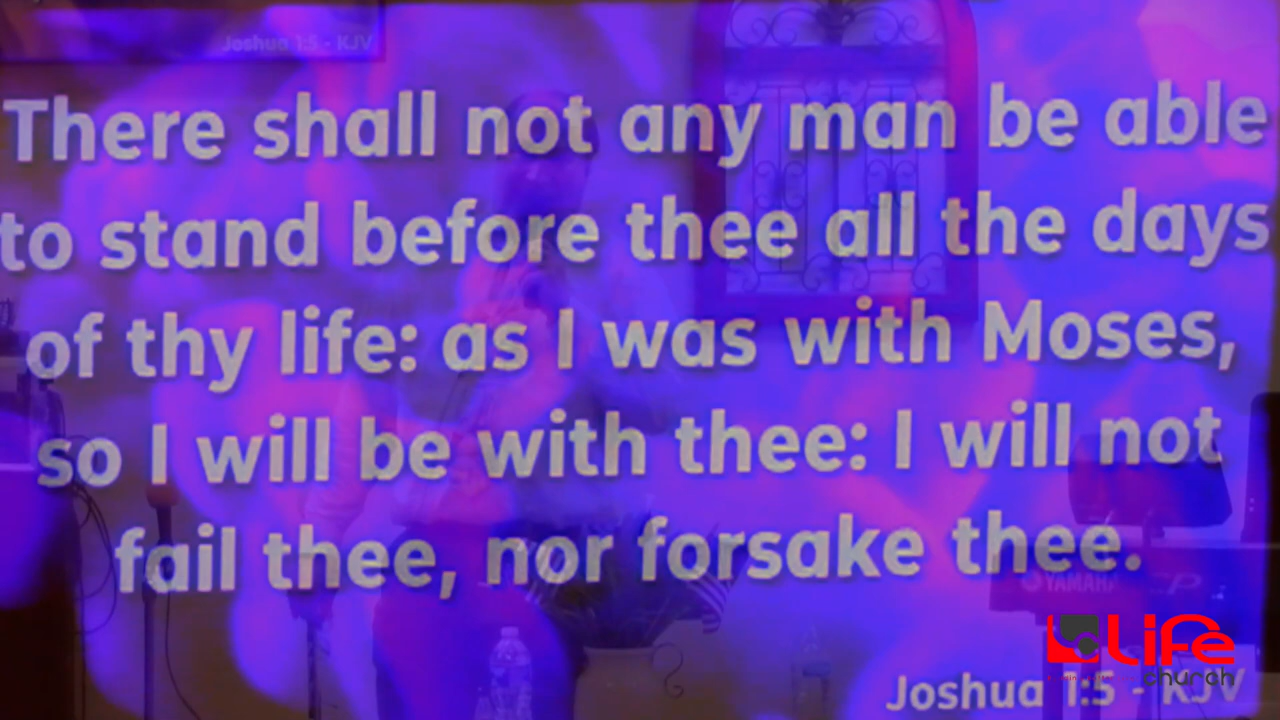 Joshua 1:5 - KJV
There shall not any man be able
to stand before thee all the days
of thy life: as I was with Moses,
so I will be with thee: I will not
fail thee, nor forsake thee.
YAMAHA
CP
Life
church
Joshua 1:5 - KJV